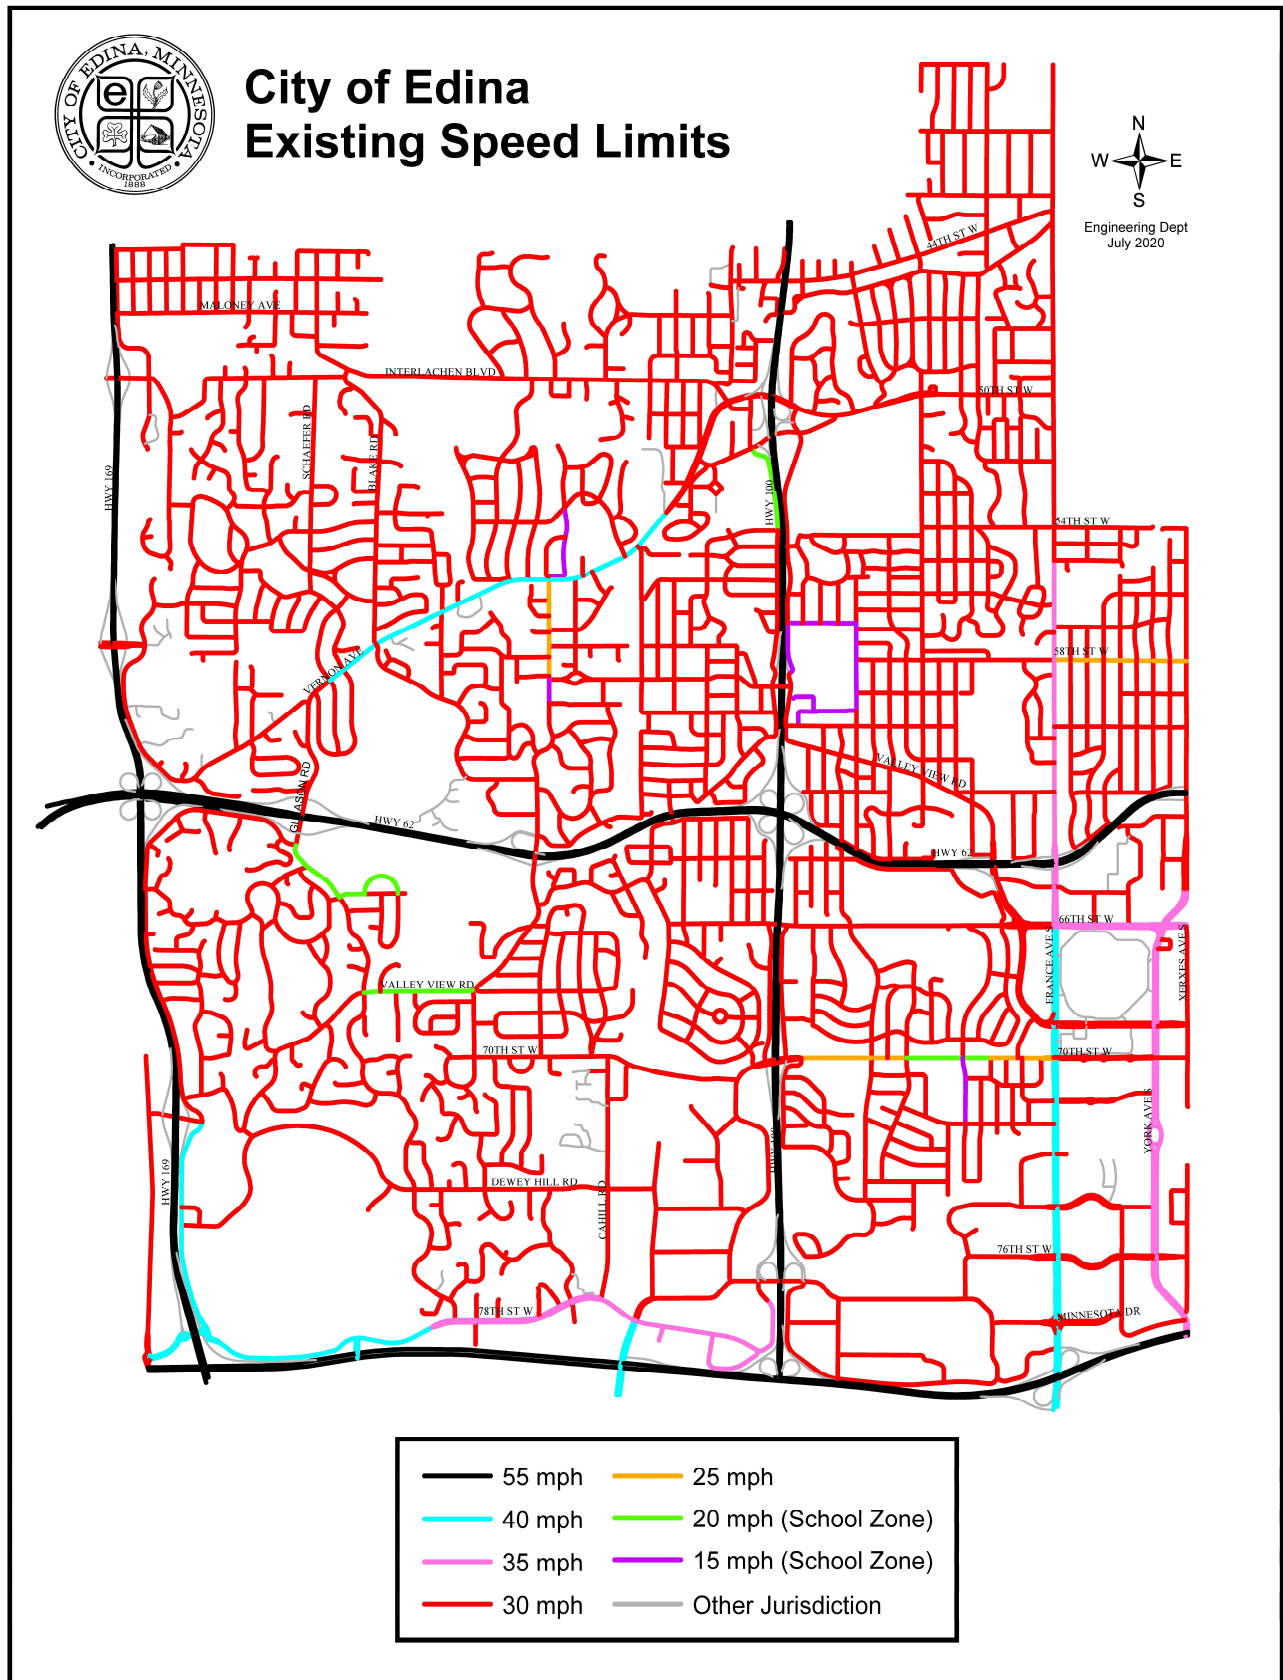 CITY OF EDINA, MINNESOTA
e
• INCORPORATED •
1888
City of Edina
Existing Speed Limits
N
W E
S
Engineering Dept
July 2020
44TH ST W
MALONEY AVE
INTERLACHEN BLVD
50TH ST W
SCHAEFER RD
BLAKE RD
HWY 169
HWY 100
54TH ST W
58TH ST W
VERNON AVE
VALLEY VIEW RD
GLEASON RD
HWY 62
HWY 62
66TH ST W
FRANCE AVE S
XERXES AVE S
VALLEY VIEW RD
70TH ST W
70TH ST W
YORK AVE S
HWY 100
HWY 169
DEWEY HILL RD
CAHILL RD
76TH ST W
78TH ST W
MINNESOTA DR
55 mph
25 mph
40 mph
20 mph (School Zone)
35 mph
15 mph (School Zone)
30 mph
Other Jurisdiction